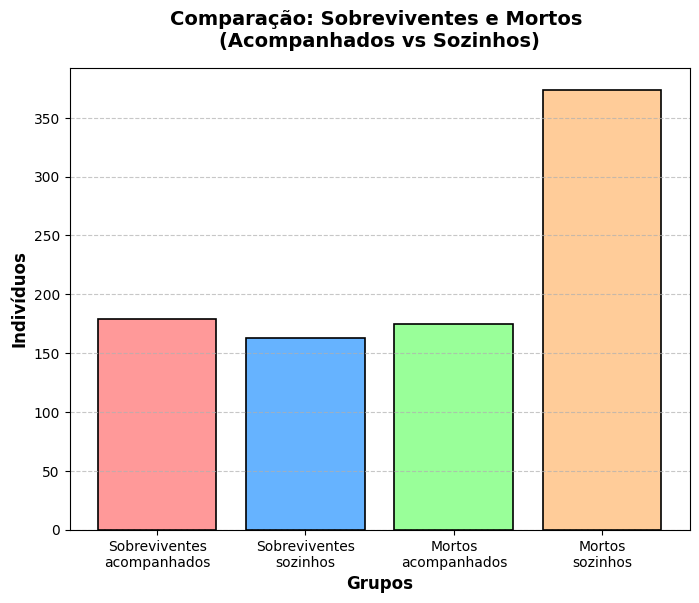 Comparação: Sobreviventes e Mortos
(Acompanhados vs Sozinhos)
Indivíduos
350
300
250
200
150
100
50
0
Sobreviventes
acompanhados
Sobreviventes
sozinhos
Mortos
acompanhados
Mortos
sozinhos
Grupos